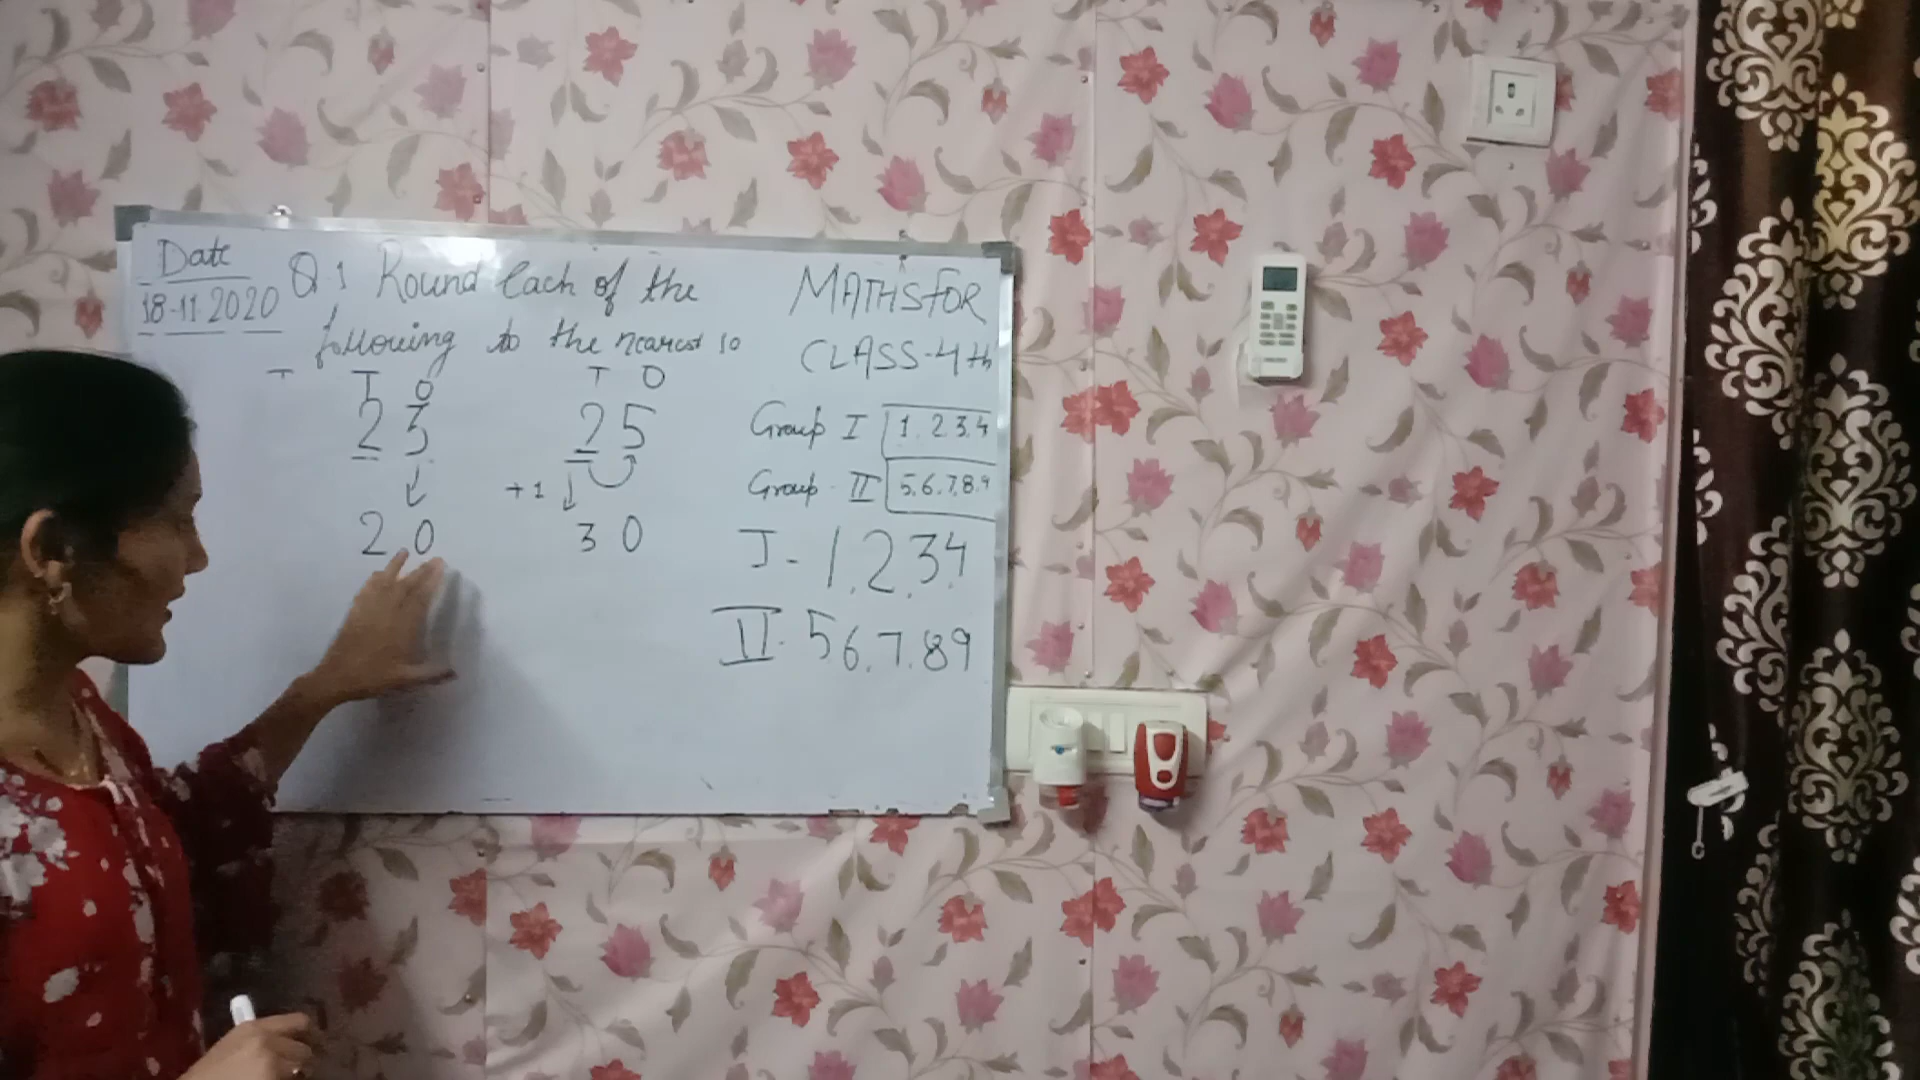 Date
18-11-2020
Q.1 Round each of the
following to the nearest 10
T
T O
23
20
T O
25
+1
30
MATHS FOR
CLASS-4th
Group I 1, 2, 3, 4
Group - II 5, 6, 7, 8, 9
I - 1, 2, 3, 4
II - 5 6, 7, 8 9